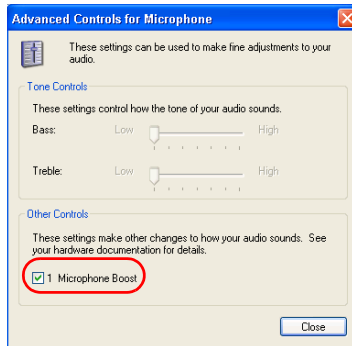 Advanced Controls for Microphone
These settings can be used to make fine adjustments to your
audio.
Tone Controls
These settings control how the tone of your audio sounds.
Bass: Low High
Treble: Low High
Other Controls
These settings make other changes to how your audio sounds. See
your hardware documentation for details.
1 Microphone Boost
Close